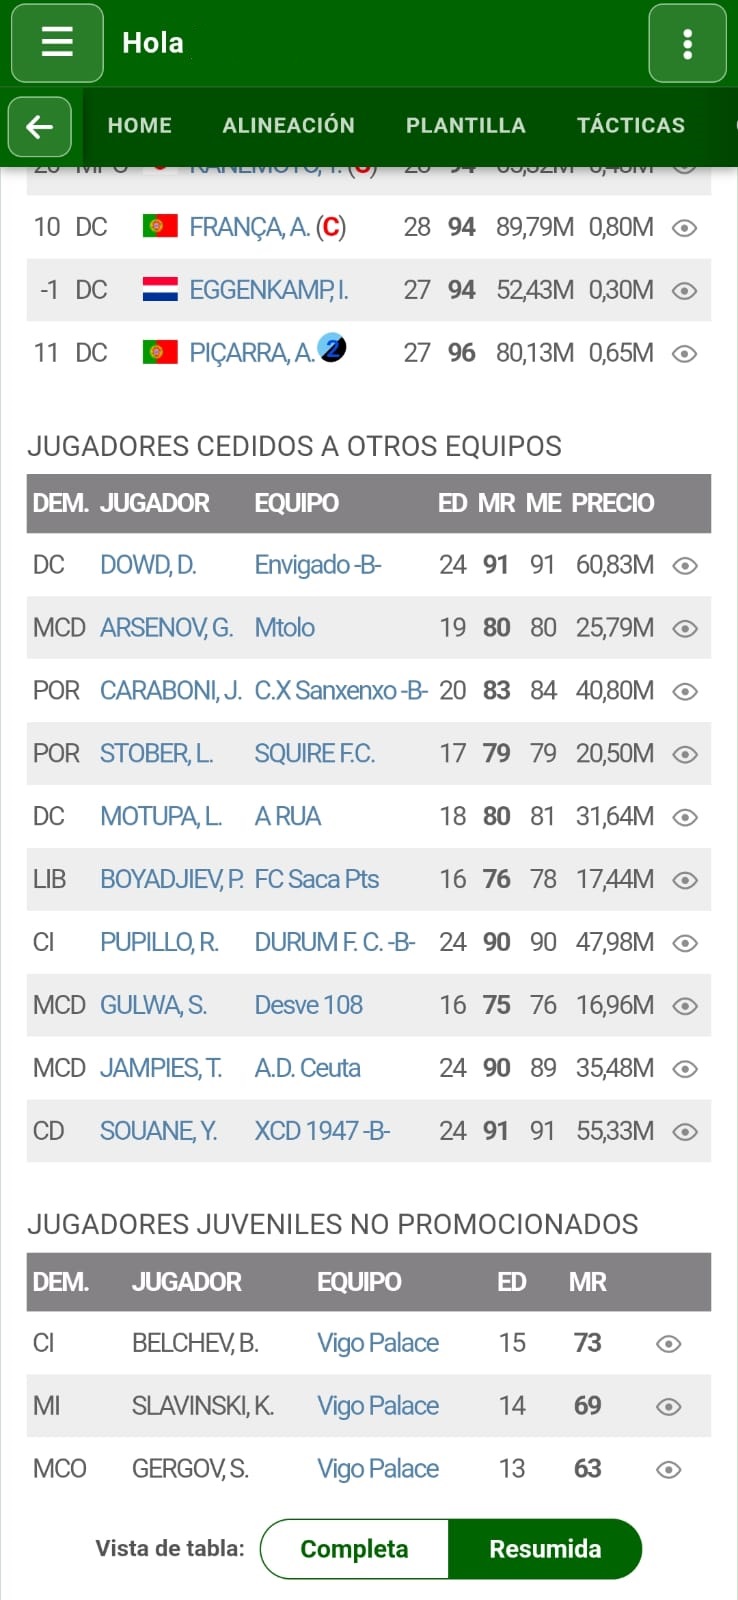 Hola
HOME ALINEACIÓN PLANTILLA TÁCTICAS
10 DC FRANÇA, A. (C) 28 94 89,79M 0,80M
-1 DC EGGENKAMP, I. 27 94 52,43M 0,30M
11 DC PIÇARRA, A. 2 27 96 80,13M 0,65M
JUGADORES CEDIDOS A OTROS EQUIPOS
DEM. JUGADOR EQUIPO ED MR ME PRECIO
DC DOWD, D. Envigado -B- 24 91 91 60,83M
MCD ARSENOV, G. Mtolo 19 80 80 25,79M
POR CARABONI, J. C.X Sanxenxo -B- 20 83 84 40,80M
POR STOBER, L. SQUIRE F.C. 17 79 79 20,50M
DC MOTUPA, L. A RUA 18 80 81 31,64M
LIB BOYADJIEV, P. FC Saca Pts 16 76 78 17,44M
CI PUPILLO, R. DURUM F. C. -B- 24 90 90 47,98M
MCD GULWA, S. Desve 108 16 75 76 16,96M
MCD JAMPIES, T. A.D. Ceuta 24 90 89 35,48M
CD SOUANE, Y. XCD 1947 -B- 24 91 91 55,33M
JUGADORES JUVENILES NO PROMOCIONADOS
DEM. JUGADOR EQUIPO ED MR
CI BELCHEV, B. Vigo Palace 15 73
MI SLAVINSKI, K. Vigo Palace 14 69
MCO GERGOV, S. Vigo Palace 13 63
Vista de tabla: Completa Resumida